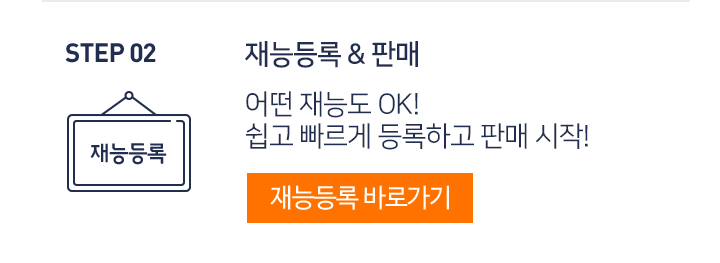 STEP 02
재능등록
재능등록 & 판매
어떤 재능도 OK!
쉽고 빠르게 등록하고 판매 시작!
재능등록 바로가기